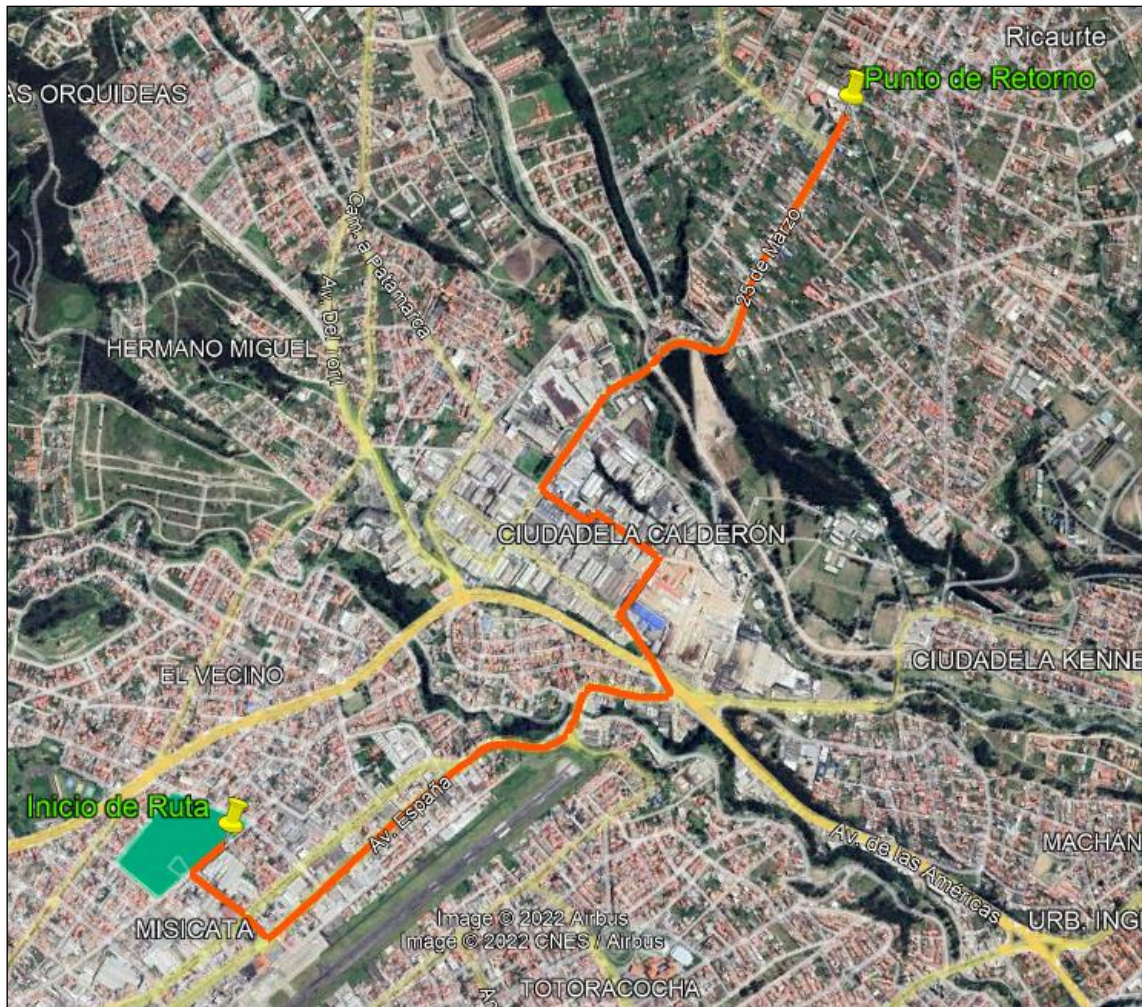 Ricaurte
Punto de Retorno
AS ORQUIDEAS
Cam. a Patamarca
25 de Marzo
Av. Del
HERMANO MIGUEL
CIUDADELA CALDERÓN
EL VECINO
CIUDADELA KENNE
Inicio de Ruta
Av. España
Av. de las Américas
MACHÁN
MISICATA
Image © 2022 Airbus
Image © 2022 CNES / Airbus
URB. ING
TOTORACOCHA